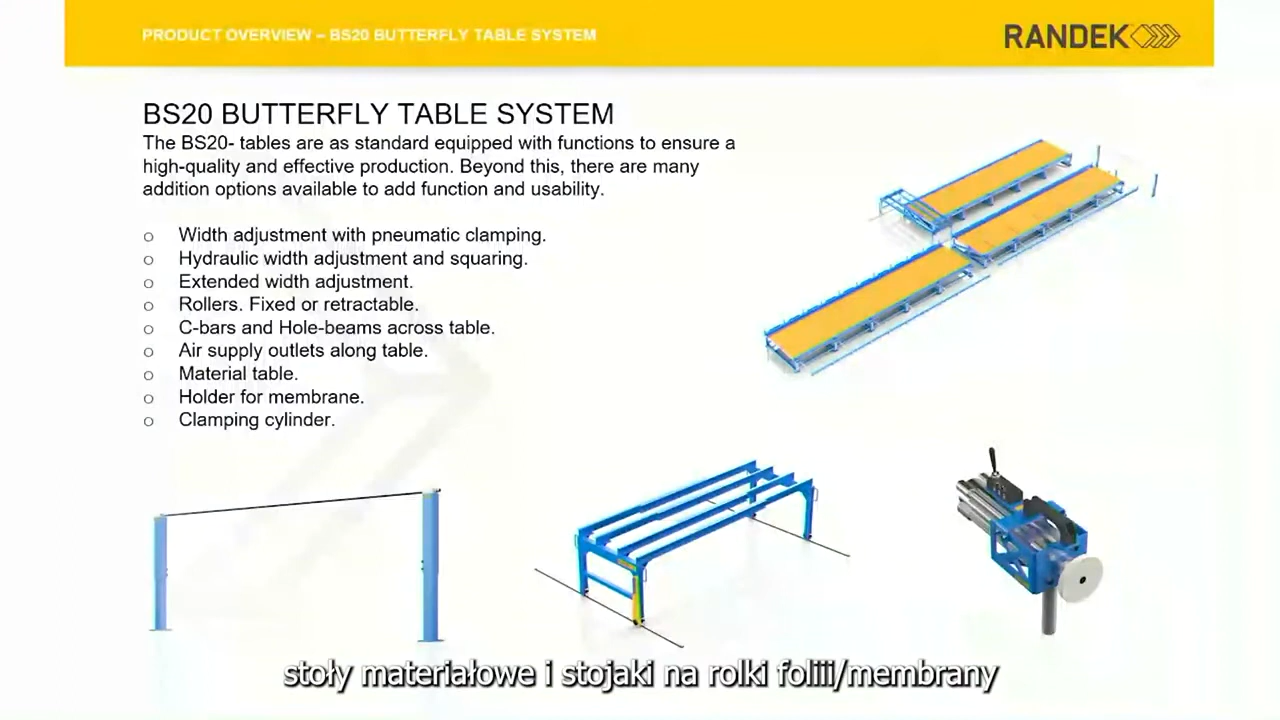 PRODUCT OVERVIEW – BS20 BUTTERFLY TABLE SYSTEM
RANDEK
BS20 BUTTERFLY TABLE SYSTEM
The BS20- tables are as standard equipped with functions to ensure a
high-quality and effective production. Beyond this, there are many
addition options available to add function and usability.
o Width adjustment with pneumatic clamping.
o Hydraulic width adjustment and squaring.
o Extended width adjustment.
o Rollers. Fixed or retractable.
o C-bars and Hole-beams across table.
o Air supply outlets along table.
o Material table.
o Holder for membrane.
o Clamping cylinder.
stoły materiałowe i stojaki na rolki foliii/membrany